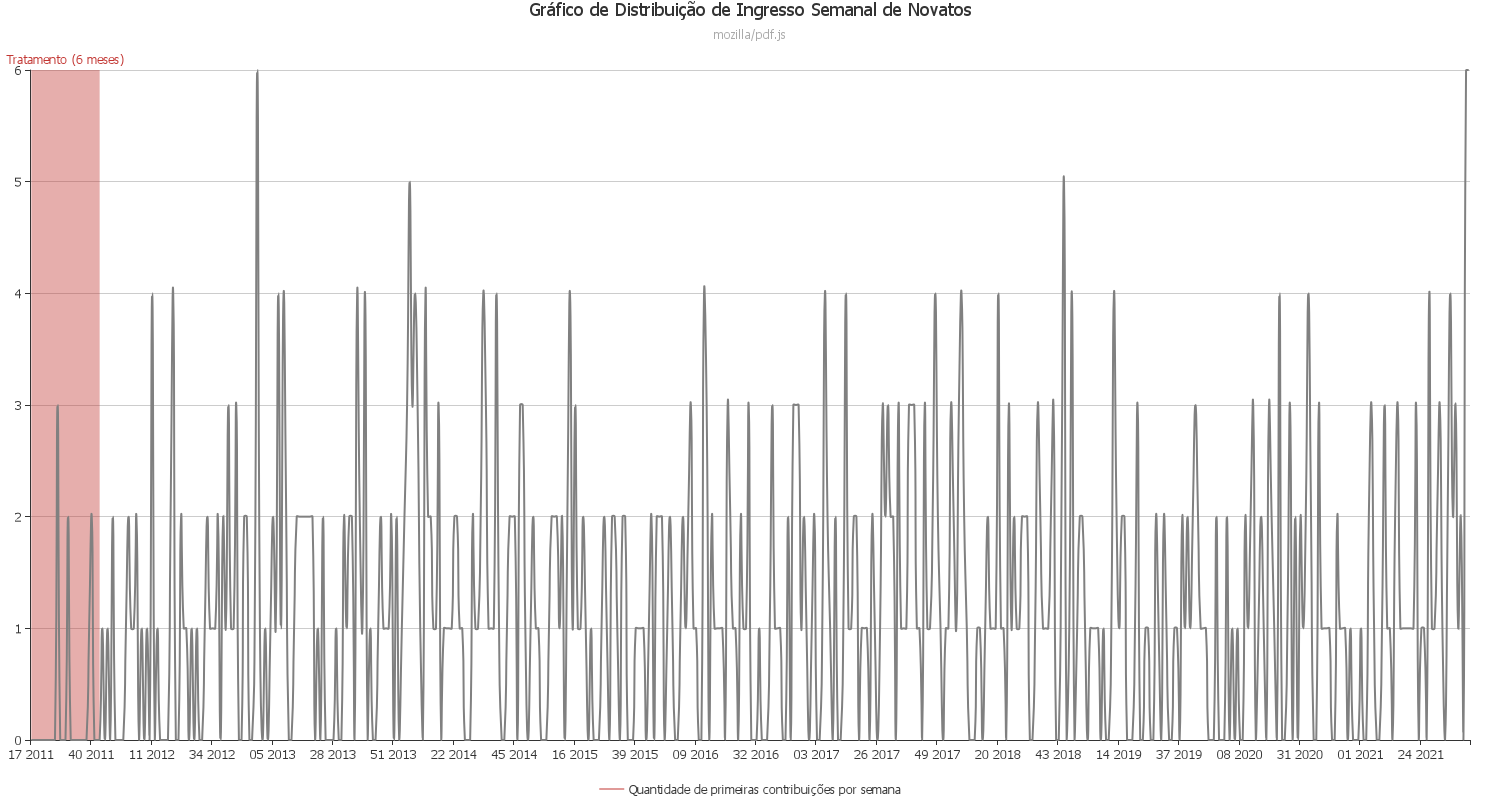 Gráfico de Distribuição de Ingresso Semanal de Novatos
mozilla/pdf.js
Tratamento (6 meses)
6
5
4
3
2
1
0
17 2011 40 2011 11 2012 34 2012 05 2013 28 2013 51 2013 22 2014 45 2014 16 2015 39 2015 09 2016 32 2016 03 2017 26 2017 49 2017 20 2018 43 2018 14 2019 37 2019 08 2020 31 2020 01 2021 24 2021
Quantidade de primeiras contribuições por semana